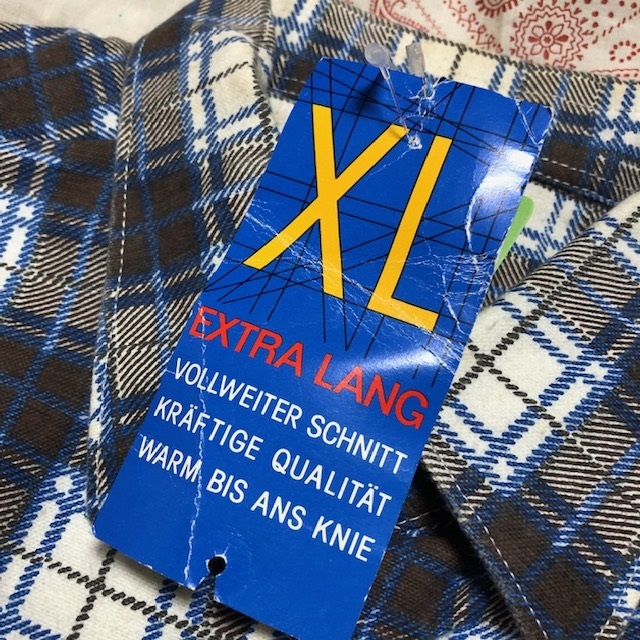 XL
EXTRA LANG
VOLLWEITER SCHNITT
KRÄFTIGE QUALITÄT
WARM BIS ANS KNIE